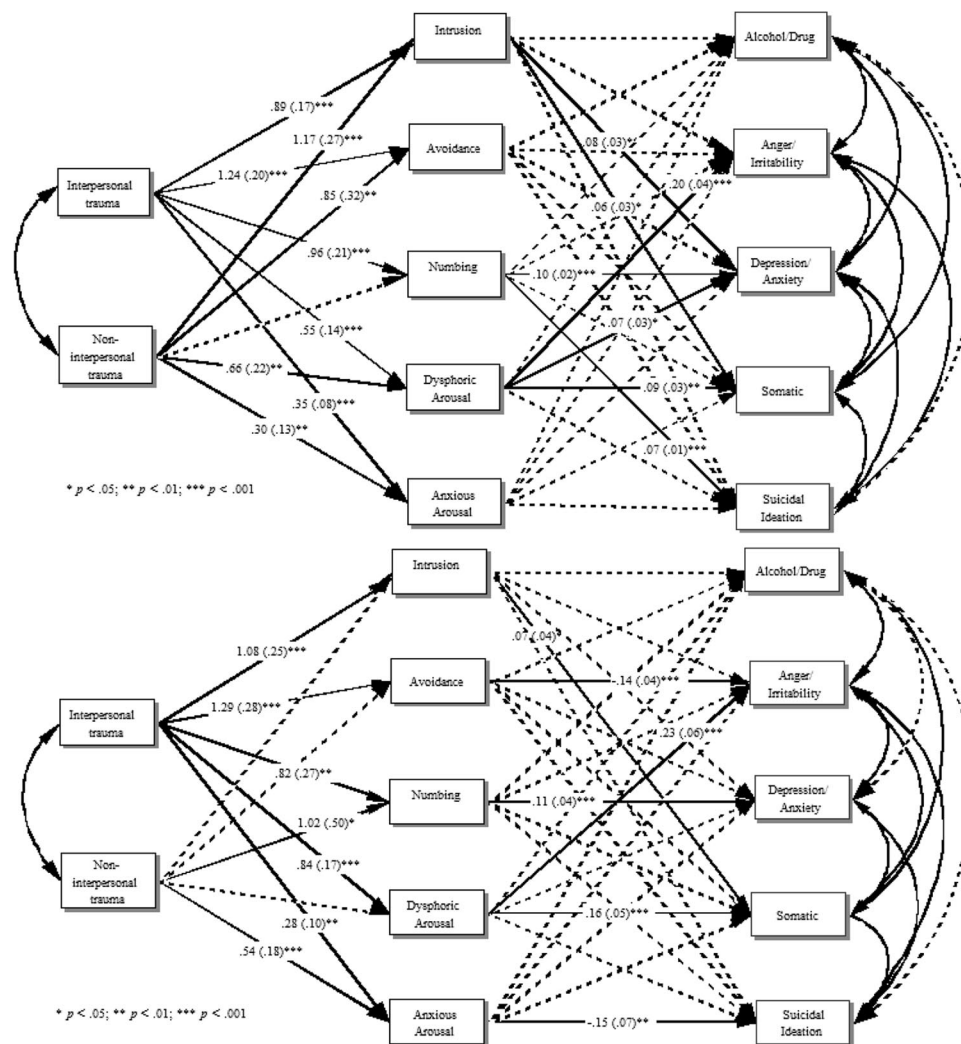 Intrusion
Alcohol/Drug
.89 (.17)***
1.17 (.27)***
.08 (.03)**
Avoidance
Anger/
Irritability
1.24 (.20)***
.20 (.04)***
Interpersonal
trauma
.85 (.32)**
.06 (.03)*
.96 (.21)***
Numbing
.10 (.02)***
Depression/
Anxiety
.55 (.14)***
.07 (.03)*
Non-
interpersonal
trauma
.66 (.22)**
Dysphoric
Arousal
.09 (.03)**
Somatic
.35 (.08)***
.30 (.13)**
.07 (.01)***
* p < .05; ** p < .01; *** p < .001
Anxious
Arousal
Suicidal
Ideation
Intrusion
Alcohol/Drug
1.08 (.25)***
.07 (.04)*
Avoidance
-.14 (.04)***
Anger/
Irritability
1.29 (.28)***
Interpersonal
trauma
.23 (.06)***
.82 (.27)**
Numbing
.11 (.04)***
Depression/
Anxiety
1.02 (.50)*
Non-
interpersonal
trauma
.84 (.17)***
Dysphoric
Arousal
.16 (.05)***
Somatic
.28 (.10)**
.54 (.18)***
* p < .05; ** p < .01; *** p < .001
Anxious
Arousal
-.15 (.07)**
Suicidal
Ideation